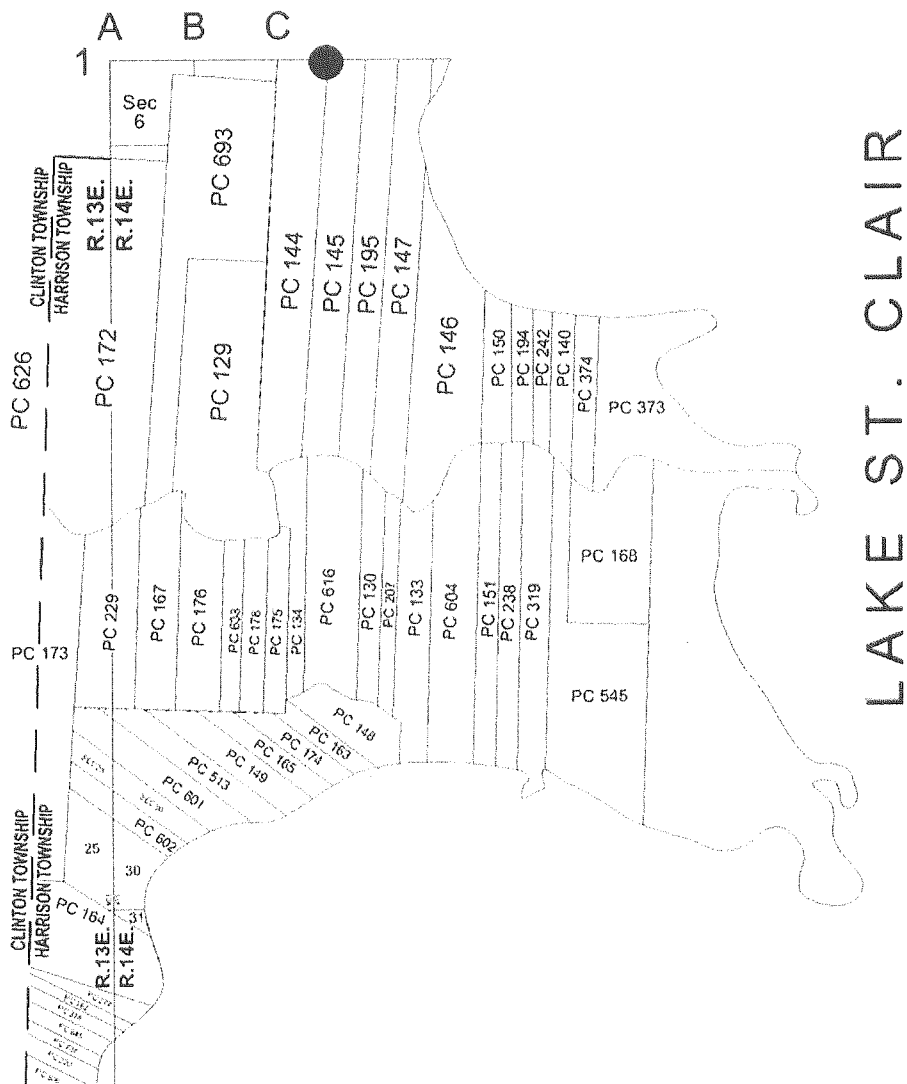 A B C
1
Sec
6
CLINTON TOWNSHIP
HARRISON TOWNSHIP
R.13E.
R.14E.
PC 626
PC 172
PC 693
PC 129
PC 144
PC 145
PC 195
PC 147
PC 146
PC 150
PC 194
PC 242
PC 140
PC 374
PC 373
LAKE ST. CLAIR
PC 173
PC 229
PC 167
PC 176
PC 633
PC 178
PC 175
PC 134
PC 616
PC 130
PC 207
PC 133
PC 604
PC 151
PC 238
PC 319
PC 168
PC 545
PC 148
PC 163
PC 174
PC 165
PC 149
PC 513
PC 601
PC 602
25
30
PC 164
31
CLINTON TOWNSHIP
HARRISON TOWNSHIP
R.13E.
R.14E.